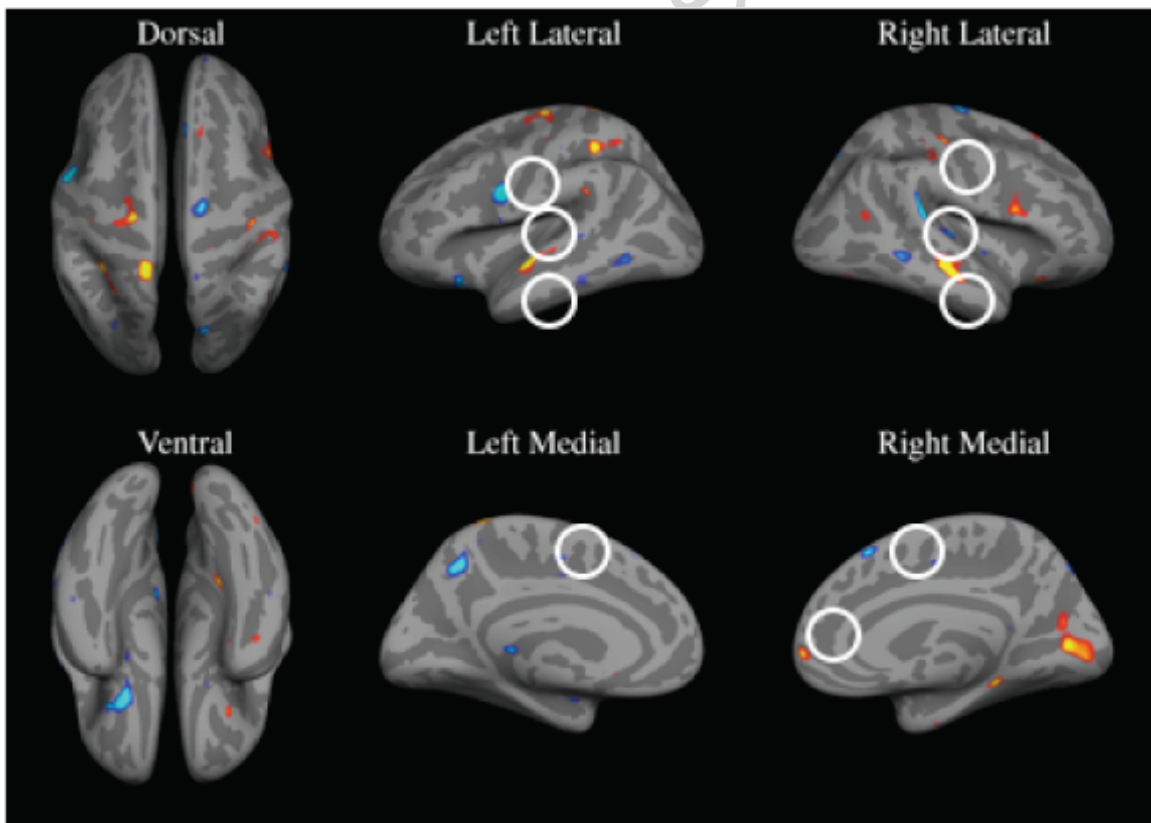 Dorsal
Left Lateral
Right Lateral
Ventral
Left Medial
Right Medial